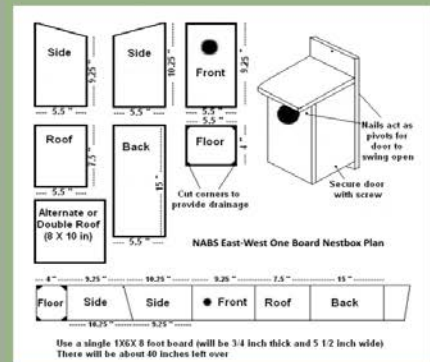 Side
9.25 "
5.5 "
Side
10.25 "
5.5 "
Front
9.25 "
5.5 "
Roof
7.5 "
5.5 "
Back
15 "
5.5 "
5.5 "
Floor
4 "
Cut corners to
provide drainage
Alternate or
Double Roof
(8 X 10 in)
Nails act as
pivots for
door to
swing open
Secure door
with screw
NABS East-West One Board Nestbox Plan
4 " 9.25 " 10.25 " 9.25 " 7.5 " 15 "
Floor Side Side Front Roof Back
10.25 " 9.25 "
Use a single 1X6X 8 foot board (will be 3/4 inch thick and 5 1/2 inch wide)
There will be about 40 inches left over